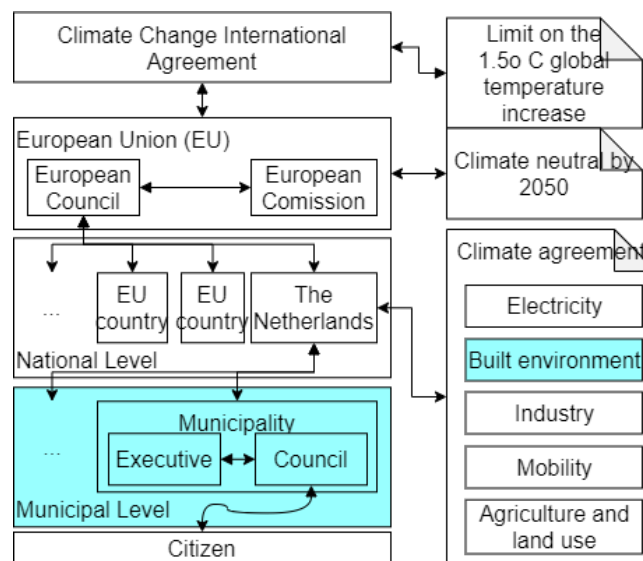 Climate Change International
Agreement
Limit on the
1.5o C global
temperature
increase
European Union (EU)
European
Council
European
Comission
Climate neutral by
2050
...
EU
country
EU
country
The
Netherlands
National Level
Climate agreement
Electricity
Built environment
Industry
Mobility
Agriculture and
land use
...
Municipality
Executive
Council
Municipal Level
Citizen